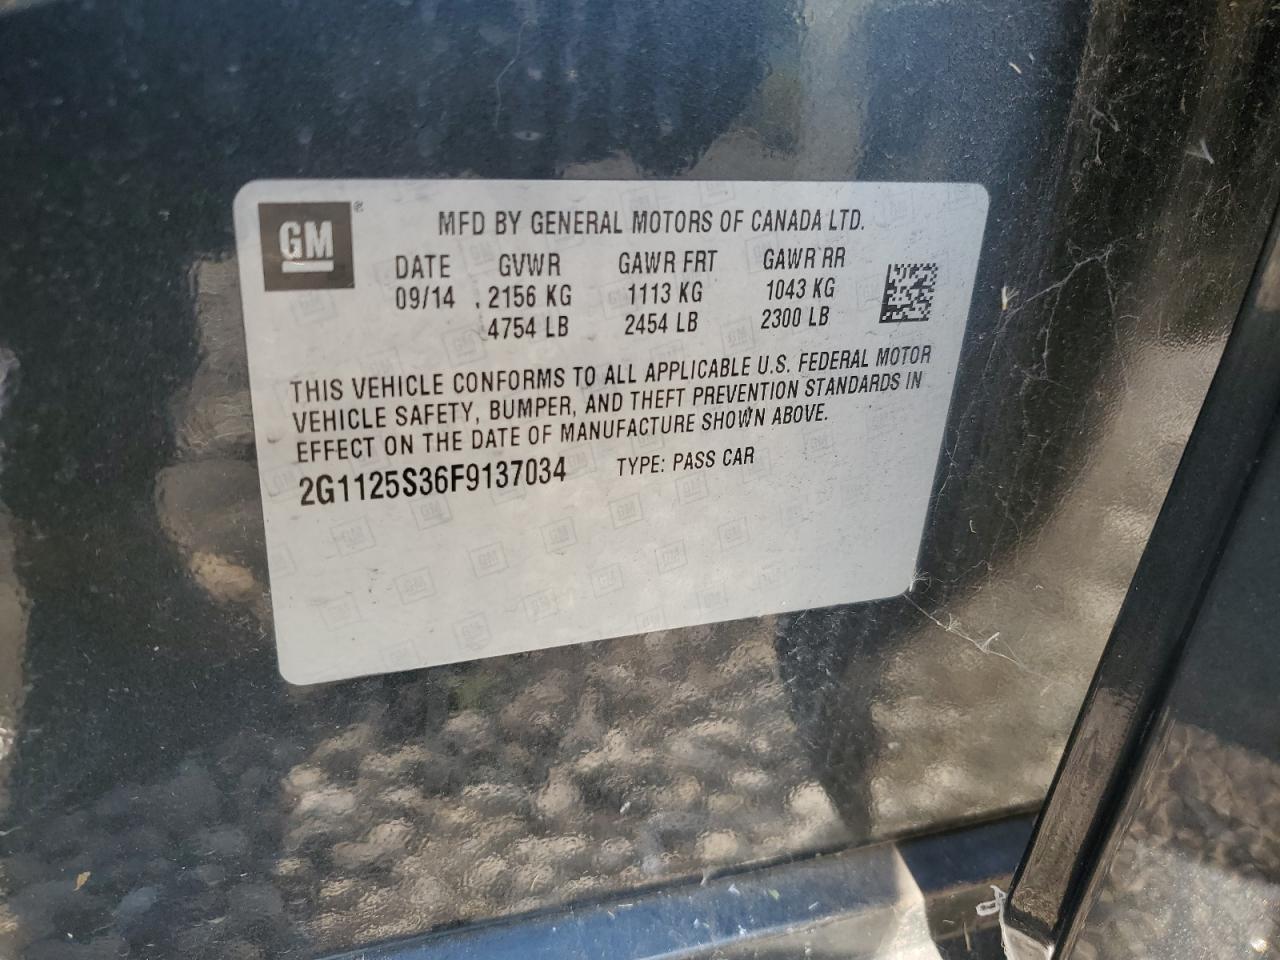 GM ®
MFD BY GENERAL MOTORS OF CANADA LTD.
DATE GVWR GAWR FRT GAWR RR
09/14 2156 KG 1113 KG 1043 KG
4754 LB 2454 LB 2300 LB
THIS VEHICLE CONFORMS TO ALL APPLICABLE U.S. FEDERAL MOTOR
VEHICLE SAFETY, BUMPER, AND THEFT PREVENTION STANDARDS IN
EFFECT ON THE DATE OF MANUFACTURE SHOWN ABOVE.
2G1125S36F9137034 TYPE: PASS CAR